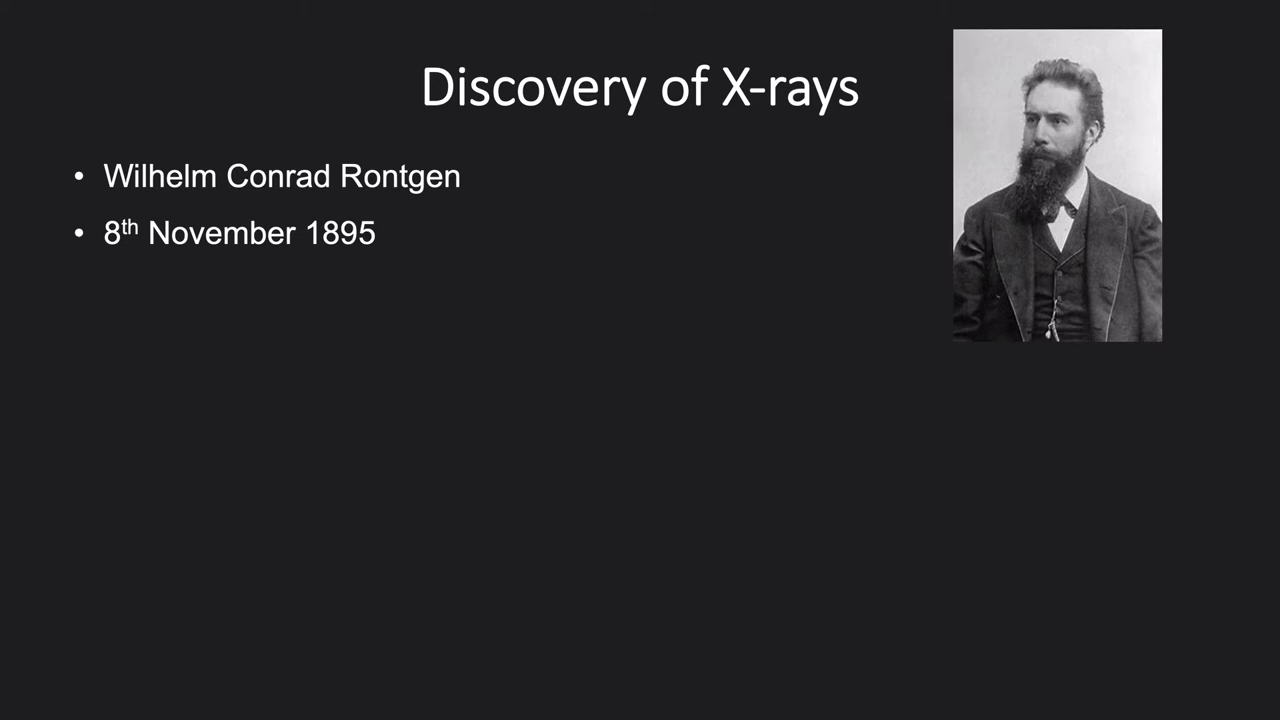 Discovery of X-rays
• Wilhelm Conrad Rontgen
• 8th November 1895